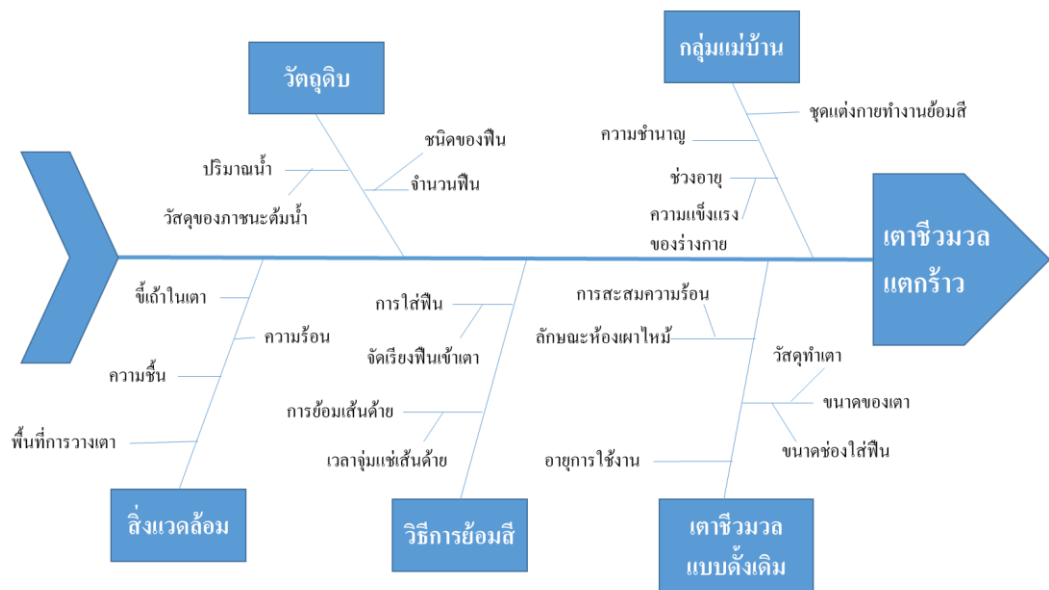 วัตถุดิบ
กลุ่มแม่บ้าน
ชนิดของฟืน
ปริมาณน้ำ
จำนวนฟืน
วัสดุของภาชนะต้มน้ำ
ชุดแต่งกายทำงานย้อมสี
ความชำนาญ
ช่วงอายุ
ความแข็งแรง
ของร่างกาย
เตาชีวมวล
แตกร้าว
ขี้เถ้าในเตา
ความร้อน
ความชื้น
พื้นที่การวางเตา
การใส่ฟืน
จัดเรียงฟืนเข้าเตา
การย้อมเส้นด้าย
เวลาจุ่มแช่เส้นด้าย
การสะสมความร้อน
ลักษณะห้องเผาไหม้
วัสดุทำเตา
ขนาดของเตา
ขนาดช่องใส่ฟืน
อายุการใช้งาน
สิ่งแวดล้อม
วิธีการย้อมสี
เตาชีวมวล
แบบดั้งเดิม